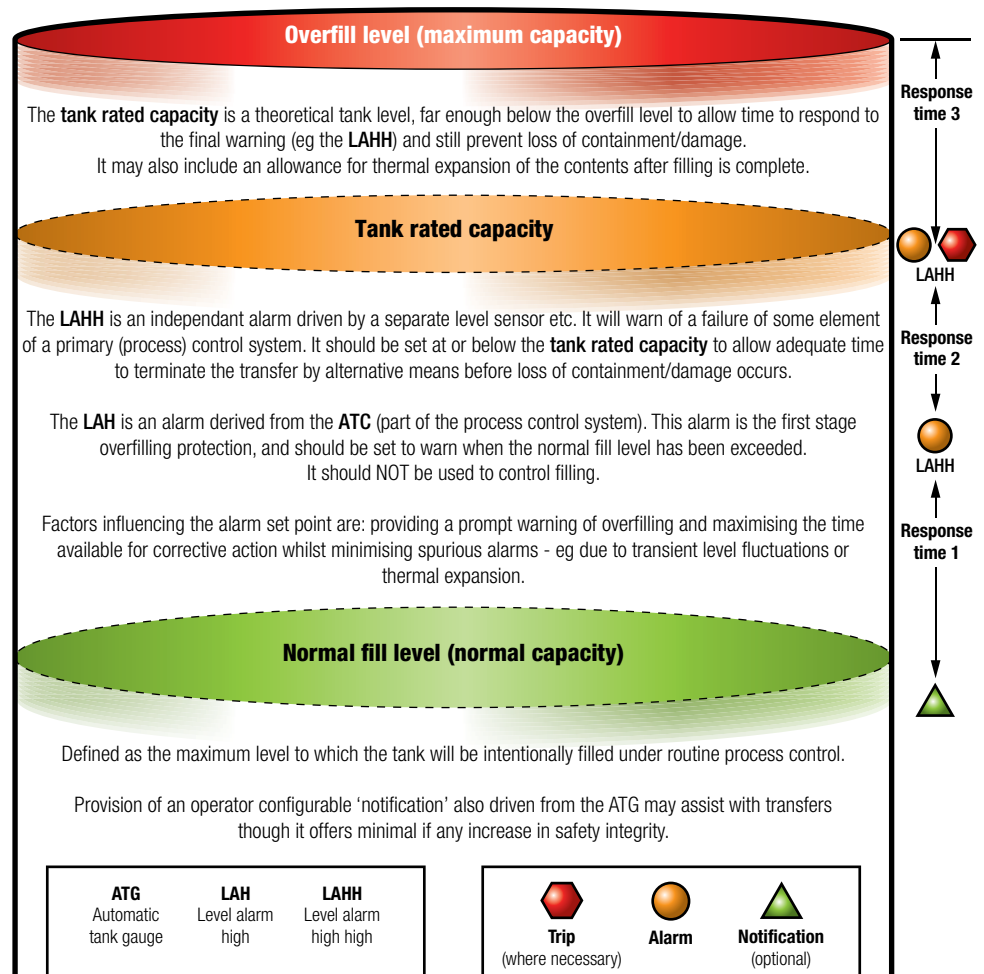 Overfill level (maximum capacity)
The tank rated capacity is a theoretical tank level, far enough below the overfill level to allow time to respond to
the final warning (eg the LAHH) and still prevent loss of containment/damage.
It may also include an allowance for thermal expansion of the contents after filling is complete.
Response
time 3
Tank rated capacity
LAHH
The LAHH is an independant alarm driven by a separate level sensor etc. It will warn of a failure of some element
of a primary (process) control system. It should be set at or below the tank rated capacity to allow adequate time
to terminate the transfer by alternative means before loss of containment/damage occurs.
Response
time 2
The LAH is an alarm derived from the ATC (part of the process control system). This alarm is the first stage
overfilling protection, and should be set to warn when the normal fill level has been exceeded.
It should NOT be used to control filling.
LAHH
Factors influencing the alarm set point are: providing a prompt warning of overfilling and maximising the time
available for corrective action whilst minimising spurious alarms - eg due to transient level fluctuations or
thermal expansion.
Response
time 1
Normal fill level (normal capacity)
Defined as the maximum level to which the tank will be intentionally filled under routine process control.
Provision of an operator configurable ‘notification’ also driven from the ATG may assist with transfers
though it offers minimal if any increase in safety integrity.
ATG
Automatic
tank gauge
LAH
Level alarm
high
LAHH
Level alarm
high high
Trip
(where necessary)
Alarm
Notification
(optional)